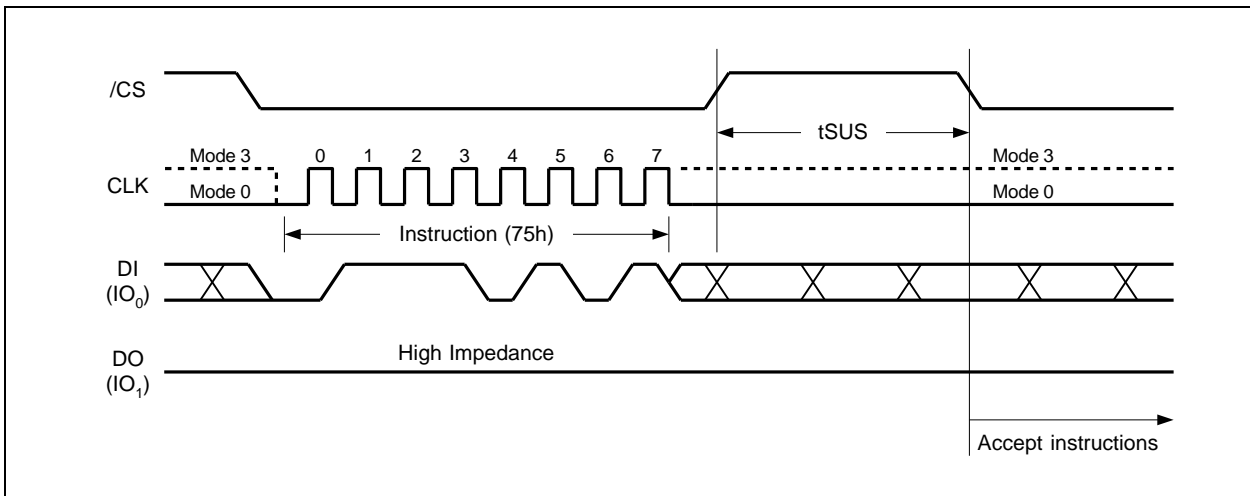 /CS
tSUS
Mode 3 0 1 2 3 4 5 6 7 Mode 3
CLK
Mode 0 Mode 0
Instruction (75h)
DI
(IO₀)
High Impedance
DO
(IO₁)
Accept instructions